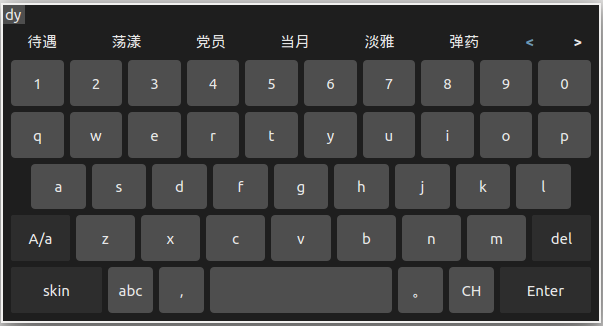 dy
待遇 荡漾 党员 当月 淡雅 弹药 < >
1 2 3 4 5 6 7 8 9 0
q w e r t y u i o p
a s d f g h j k l
A/a z x c v b n m del
skin abc , 。 CH Enter